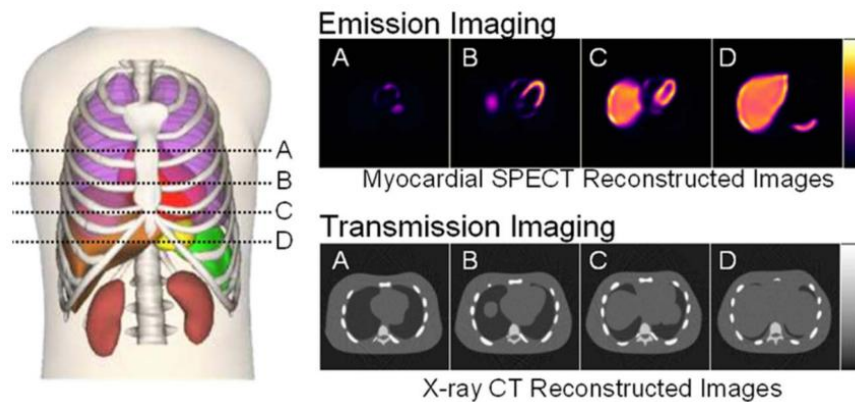 Emission Imaging
A B C D
Myocardial SPECT Reconstructed Images
Transmission Imaging
A B C D
X-ray CT Reconstructed Images
A
B
C
D